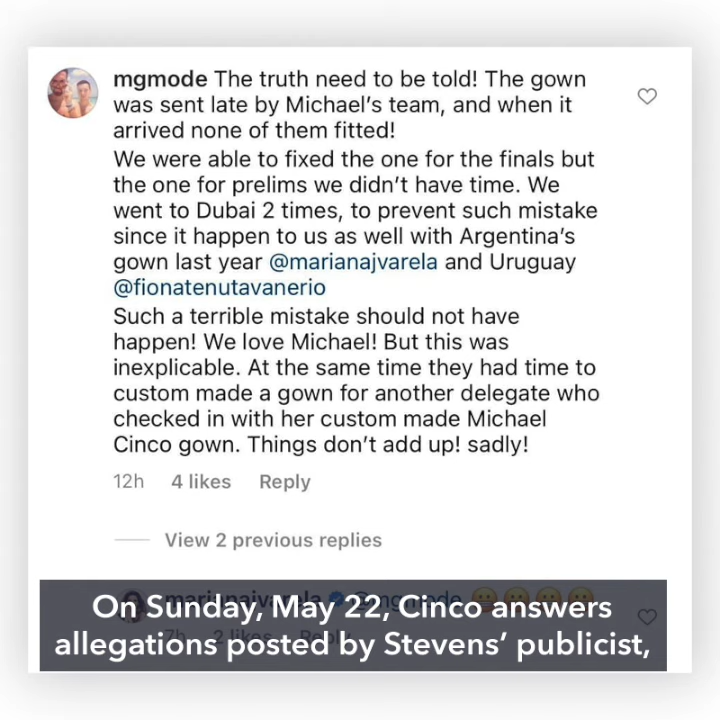 mgmode The truth need to be told! The gown
was sent late by Michael's team, and when it
arrived none of them fitted!
We were able to fixed the one for the finals but
the one for prelims we didn't have time. We
went to Dubai 2 times, to prevent such mistake
since it happen to us as well with Argentina's
gown last year @marianajvarela and Uruguay
@fionatenutavanerio
Such a terrible mistake should not have
happen! We love Michael! But this was
inexplicable. At the same time they had time to
custom made a gown for another delegate who
checked in with her custom made Michael
Cinco gown. Things don't add up! sadly!
12h 4 likes Reply
View 2 previous replies
marianajvarela @mgmode
7h 2 likes Reply
On Sunday, May 22, Cinco answers
allegations posted by Stevens' publicist,